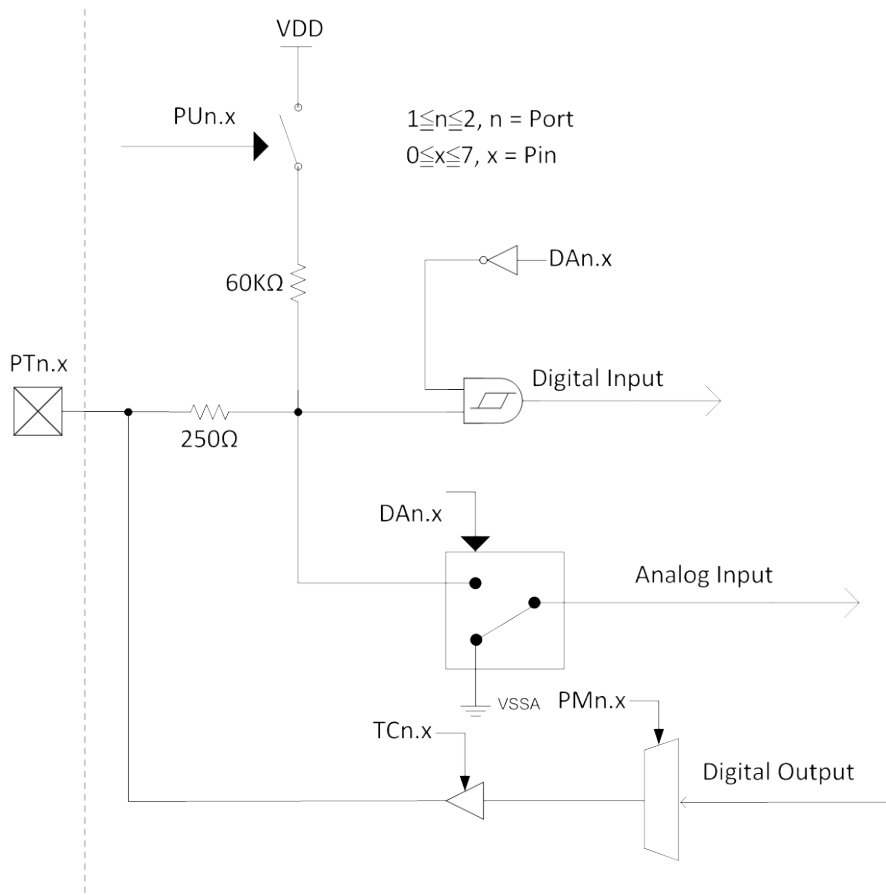 VDD
PUn.x
1≦n≦2, n = Port
0≦x≦7, x = Pin
DAn.x
60KΩ
PTn.x
Digital Input
250Ω
DAn.x
Analog Input
VSSA
PMn.x
TCn.x
Digital Output